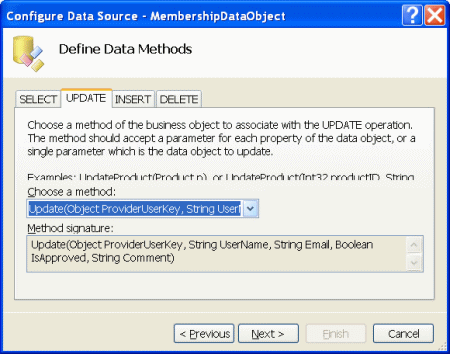 Configure Data Source - MembershipDataObject
Define Data Methods
SELECT UPDATE INSERT DELETE
Choose a method of the business object to associate with the UPDATE operation.
The method should accept a parameter for each property of the data object, or a
single parameter which is the data object to update.
Examples: UpdateProduct(Product p), or UpdateProduct(Int32 productID, String
Choose a method:
Update(Object ProviderUserKey, String User
Method signature:
Update(Object ProviderUserKey, String UserName, String Email, Boolean
IsApproved, String Comment)
< Previous Next > Finish Cancel